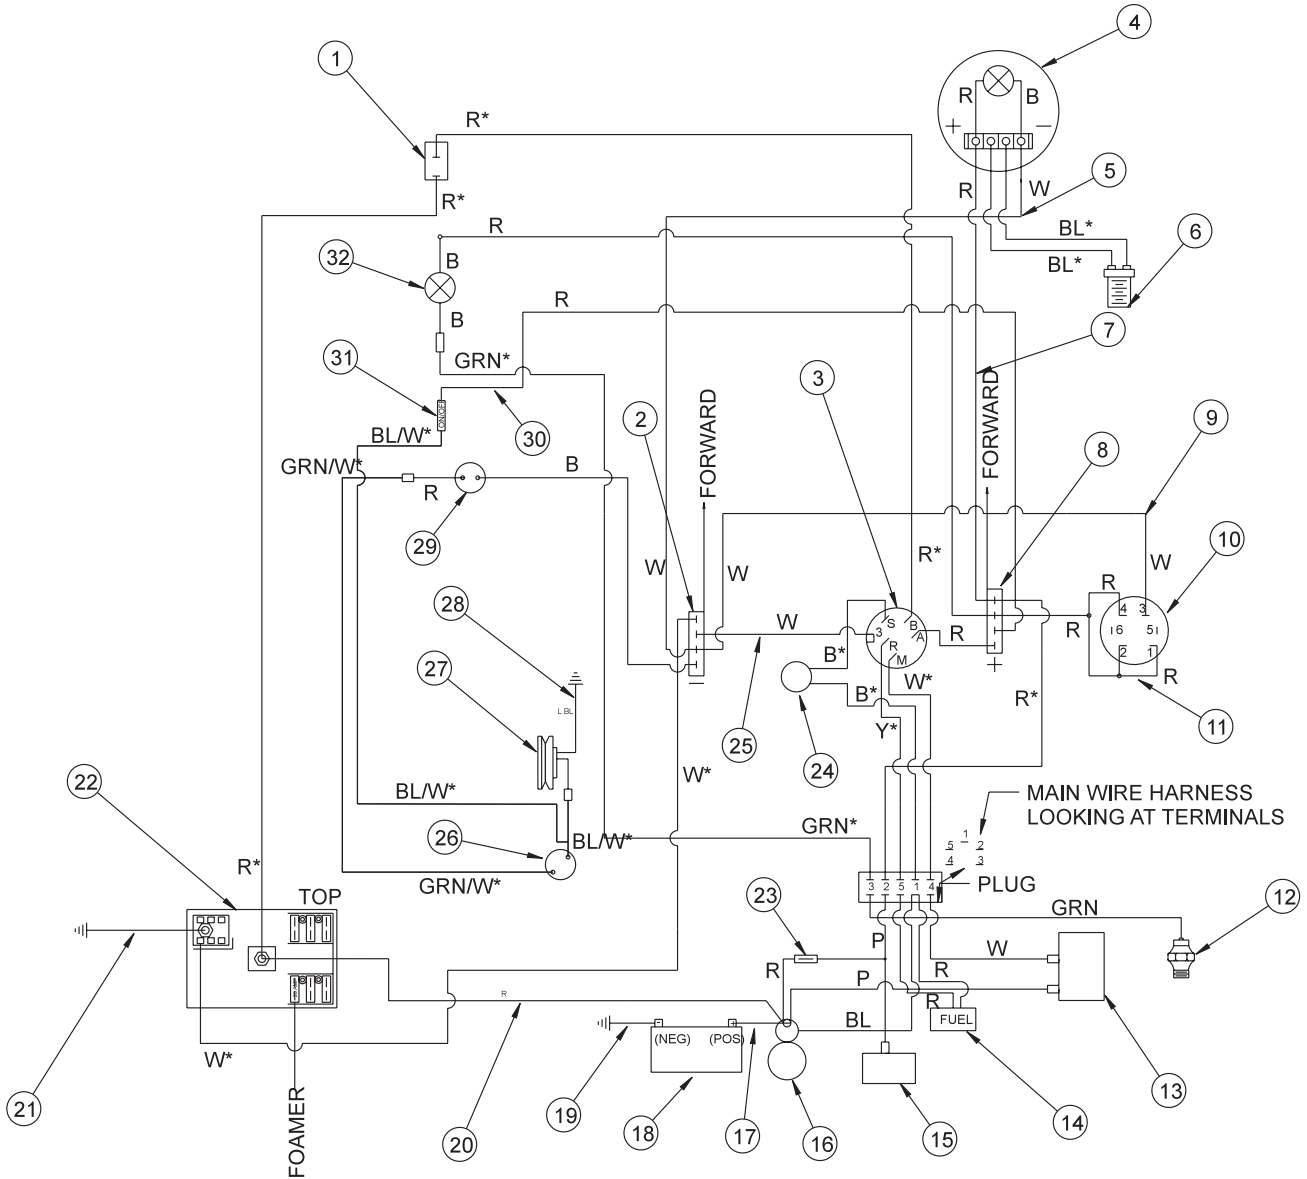 4
1
R*
R
B
+
—
R
W
5
R*
R
BL*
6
32
B
BL*
R
B
7
31
GRN*
3
FORWARD
ON/OFF
2
FORWARD
9
BL/W*
30
8
GRN/W*
B
R
29
R*
10
W
W
W
R
28
4
3
S
B
W
3
A
6
5
R
R
R
27
B*
M
2
1
+
R
—
W*
L BL
B*
R*
11
Y*
25
24
22
W*
BL/W*
MAIN WIRE HARNESS
LOOKING AT TERMINALS
1
5
2
4
3
26
BL/W*
GRN*
R*
GRN/W*
3
2
5
1
4
PLUG
TOP
23
GRN
12
P
W
R
R
P
R
R
FUEL
BL
(NEG)
(POS)
W*
21
20
19
18
17
16
15
14
13
FOAMER